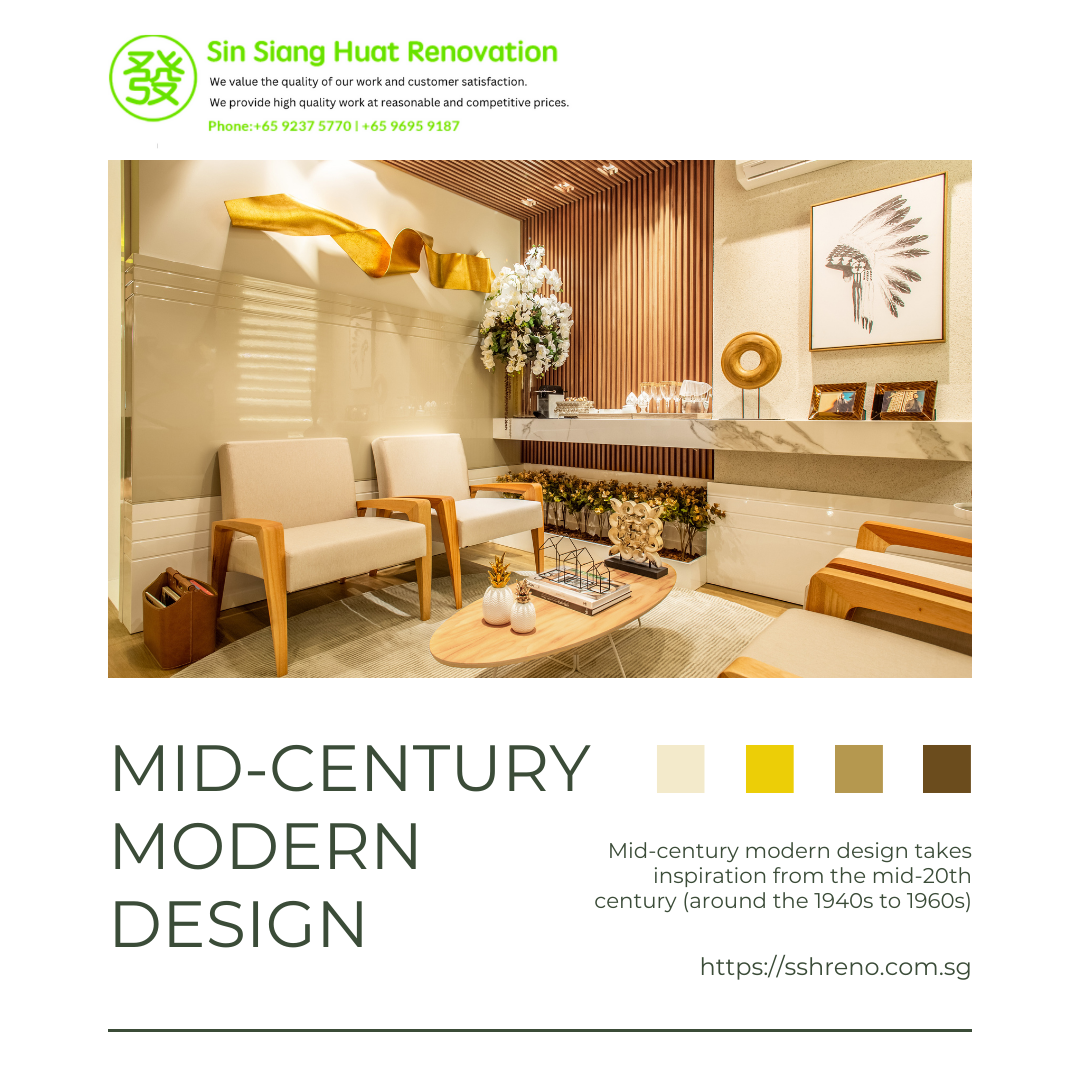 發
Sin Siang Huat Renovation
We value the quality of our work and customer satisfaction.
We provide high quality work at reasonable and competitive prices.
Phone:+65 9237 5770 | +65 9695 9187
MID-CENTURY
MODERN
DESIGN
Mid-century modern design takes
inspiration from the mid-20th
century (around the 1940s to 1960s)
https://sshreno.com.sg